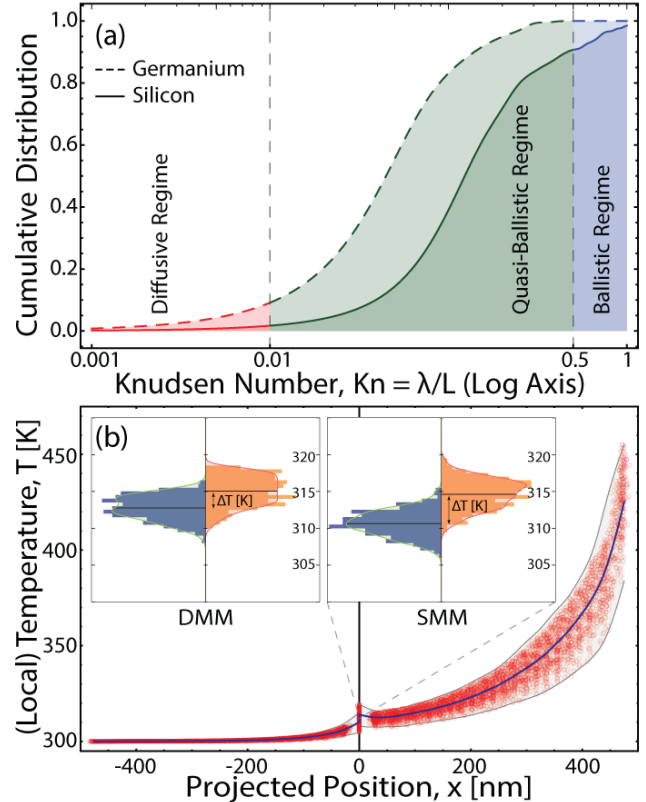 (a)
Germanium
Silicon
Cumulative Distribution
1.0
0.8
0.6
0.4
0.2
0.0
Diffusive Regime
Quasi-Ballistic Regime
Ballistic Regime
0.001
0.01
0.5
1
Knudsen Number, Kn = λ/L (Log Axis)
(b)
(Local) Temperature, T [K]
450
400
350
300
320
315
310
305
ΔT [K]
DMM
320
315
310
305
ΔT [K]
SMM
-400
-200
0
200
400
Projected Position, x [nm]